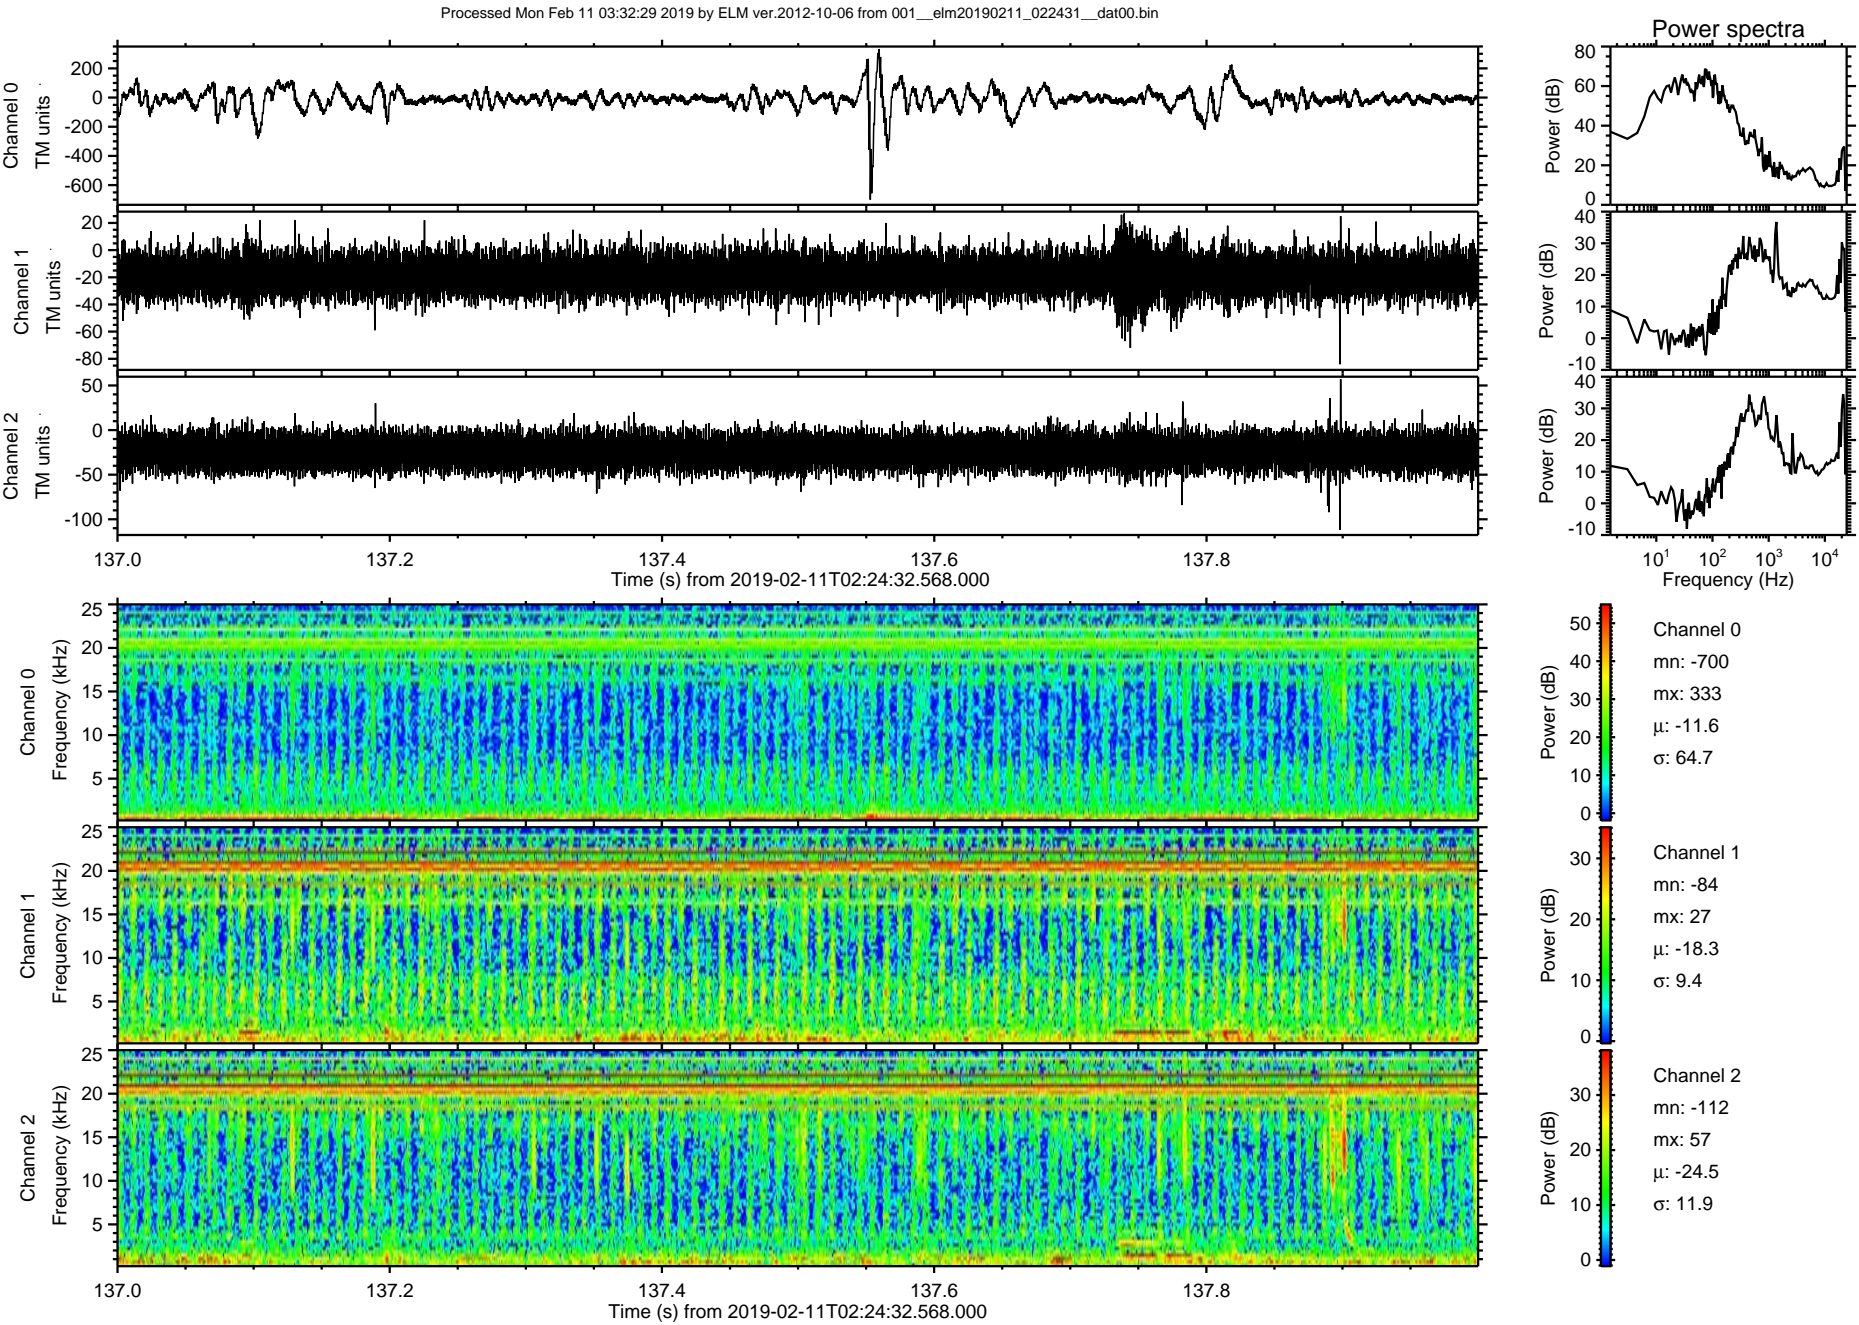 Processed Mon Feb 11 03:32:29 2019 by ELM ver.2012-10-06 from 001__elm20190211_022431__dat00.bin
Power spectra
Channel 0
TM units
200
0
-200
-400
-600
Power (dB)
80
60
40
20
0
Channel 1
TM units
20
0
-20
-40
-60
-80
Power (dB)
40
30
20
10
0
-10
Channel 2
TM units
50
0
-50
-100
Power (dB)
40
30
20
10
0
-10
137.0 137.2 137.4 137.6 137.8
Time (s) from 2019-02-11T02:24:32.568.000
10¹ 10² 10³ 10⁴
Frequency (Hz)
Channel 0
Frequency (kHz)
25
20
15
10
5
Power (dB)
50
40
30
20
10
0
Channel 0
mn: -700
mx: 333
μ: -11.6
σ: 64.7
Channel 1
Frequency (kHz)
25
20
15
10
5
Power (dB)
30
20
10
0
Channel 1
mn: -84
mx: 27
μ: -18.3
σ: 9.4
Channel 2
Frequency (kHz)
25
20
15
10
5
Power (dB)
30
20
10
0
Channel 2
mn: -112
mx: 57
μ: -24.5
σ: 11.9
137.0 137.2 137.4 137.6 137.8
Time (s) from 2019-02-11T02:24:32.568.000